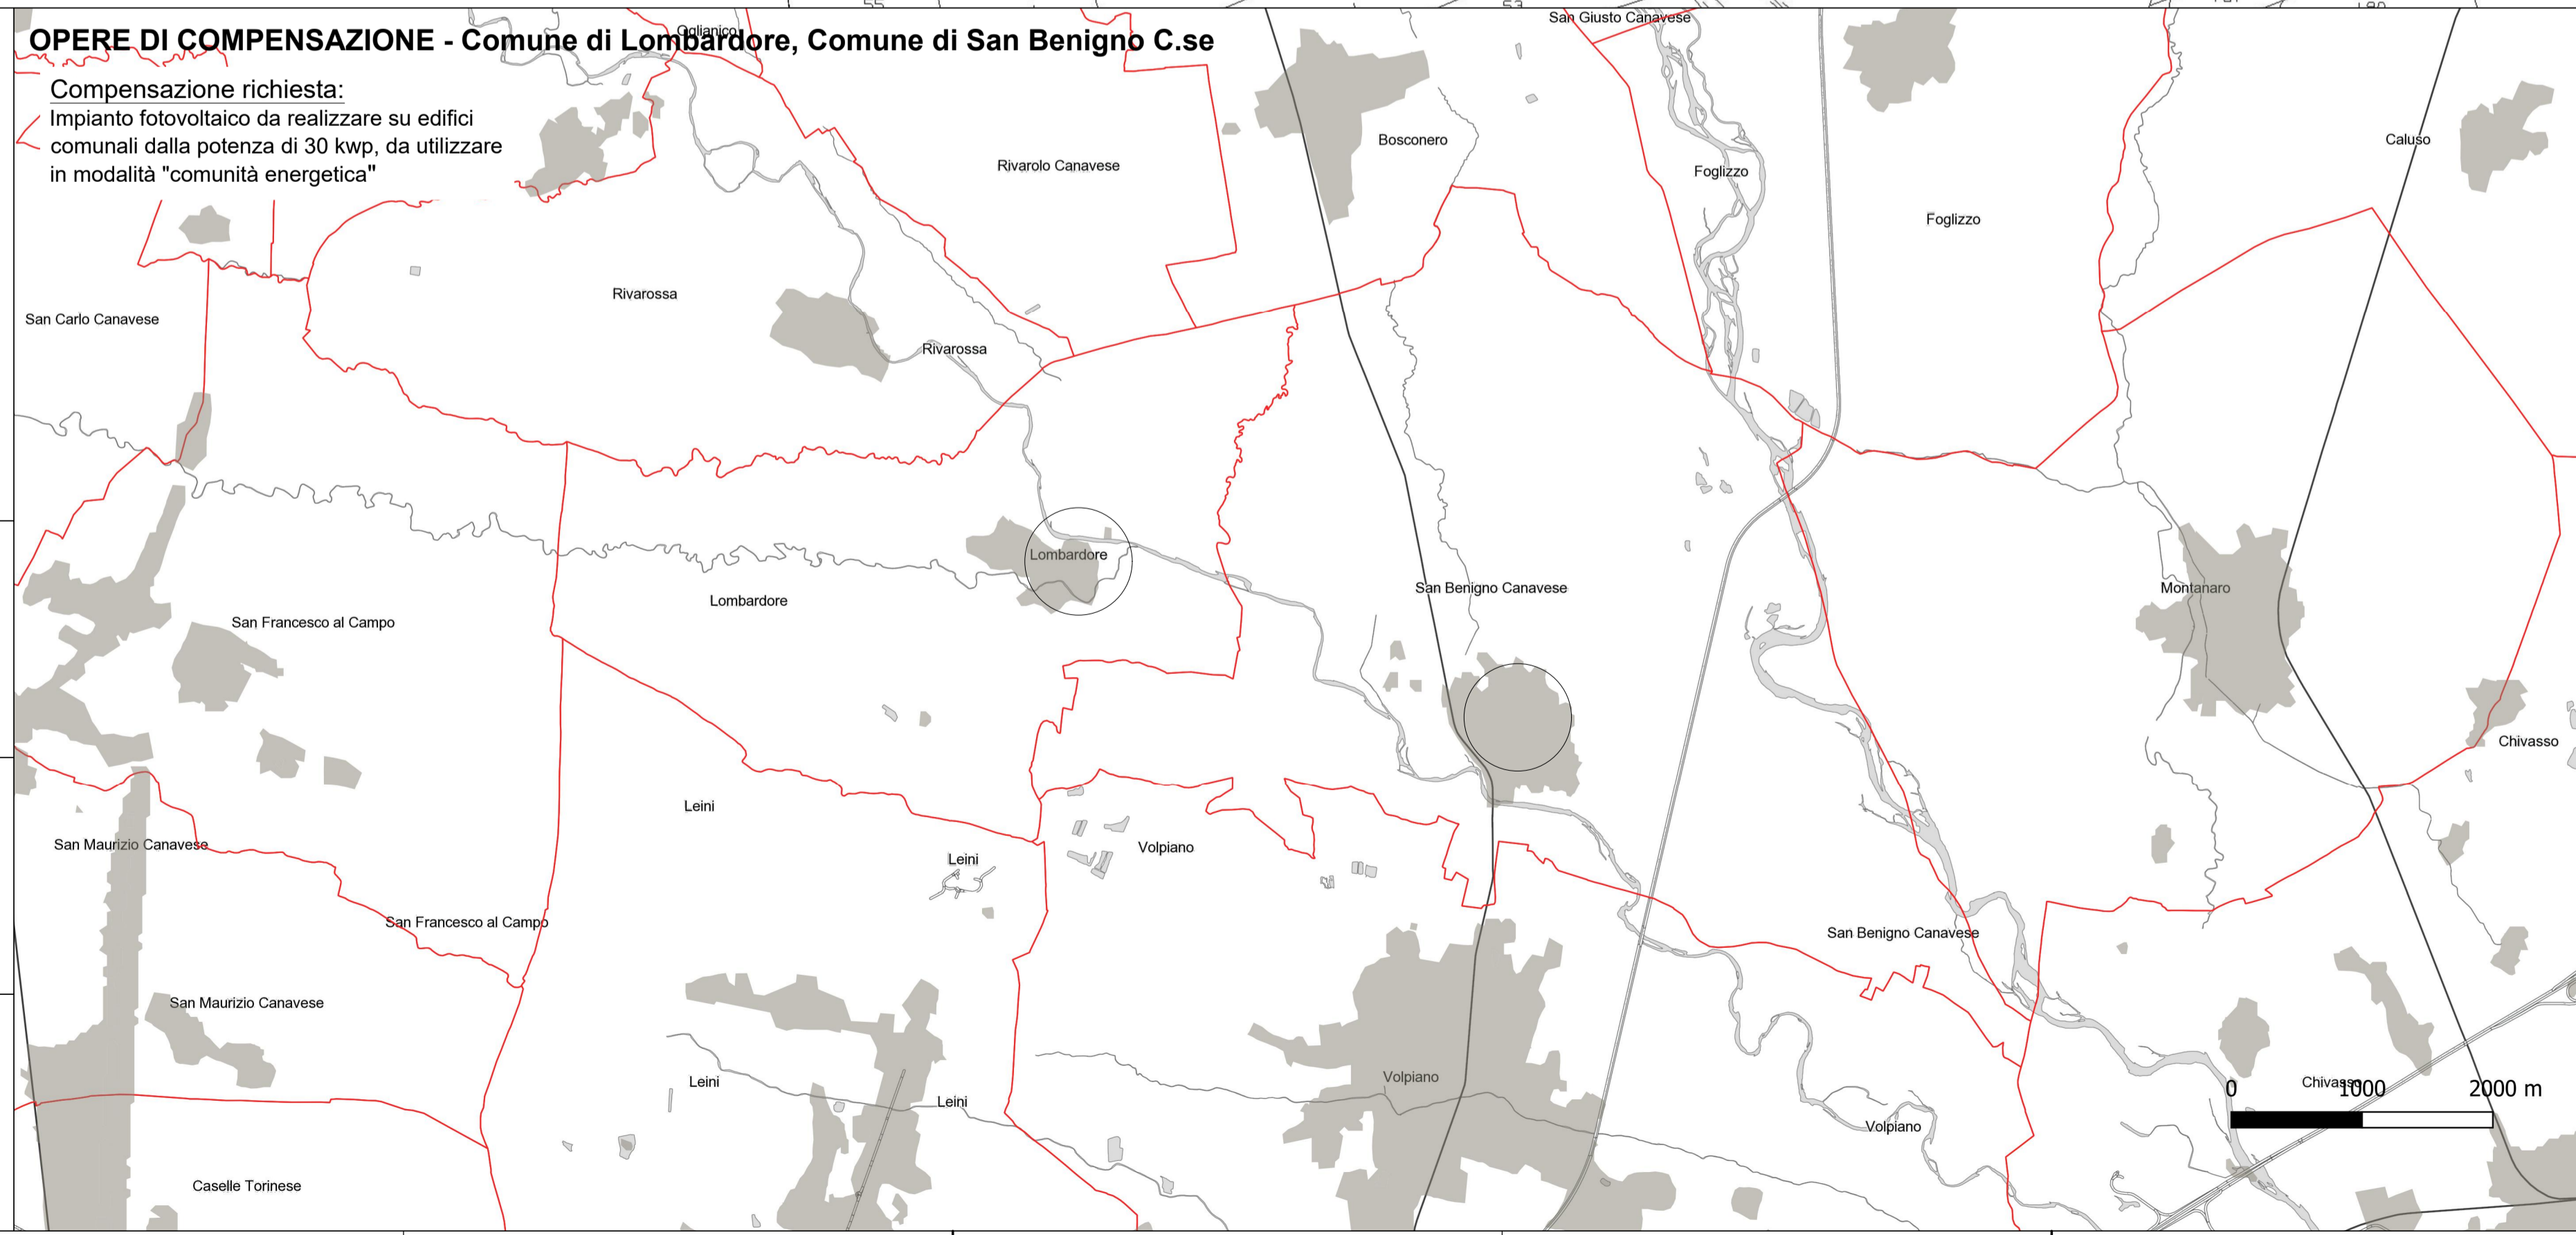 55
53
Oglianico
San Giusto Canavese
OPERE DI COMPENSAZIONE - Comune di Lombardore, Comune di San Benigno C.se
Compensazione richiesta:
Impianto fotovoltaico da realizzare su edifici
comunali dalla potenza di 30 kwp, da utilizzare
in modalità "comunità energetica"
Bosconero
Caluso
Rivarolo Canavese
Foglizzo
Foglizzo
Rivarossa
San Carlo Canavese
Rivarossa
Lombardore
San Benigno Canavese
Montanaro
Lombardore
San Francesco al Campo
Chivasso
Leini
San Maurizio Canavese
Volpiano
Leini
San Francesco al Campo
San Benigno Canavese
San Maurizio Canavese
Volpiano
Leini
Chivasso
0 1000 2000 m
Leini
Volpiano
Caselle Torinese